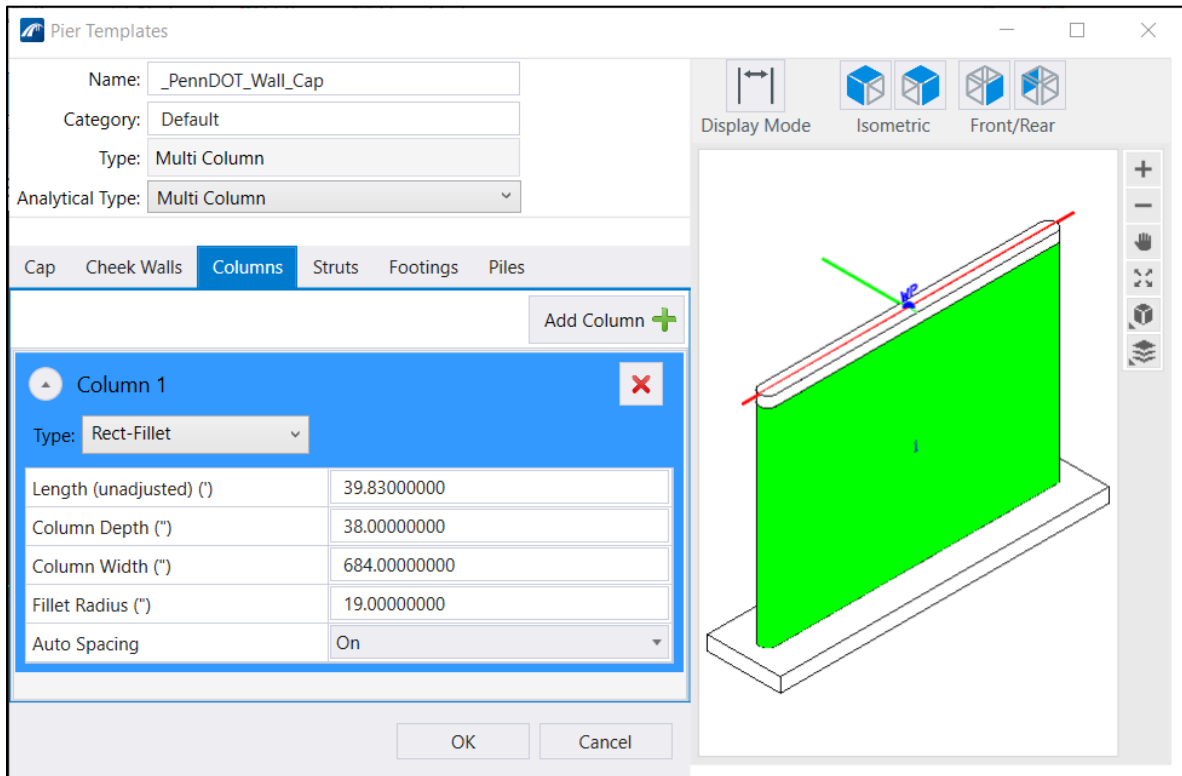 Pier Templates
Name: _PennDOT_Wall_Cap
Category: Default
Type: Multi Column
Analytical Type: Multi Column
Cap Cheek Walls Columns Struts Footings Piles
Add Column
Column 1
Type: Rect-Fillet
Length (unadjusted) (') 39.83000000
Column Depth (") 38.00000000
Column Width (") 684.00000000
Fillet Radius (") 19.00000000
Auto Spacing On
OK Cancel
Display Mode Isometric Front/Rear
WP
1